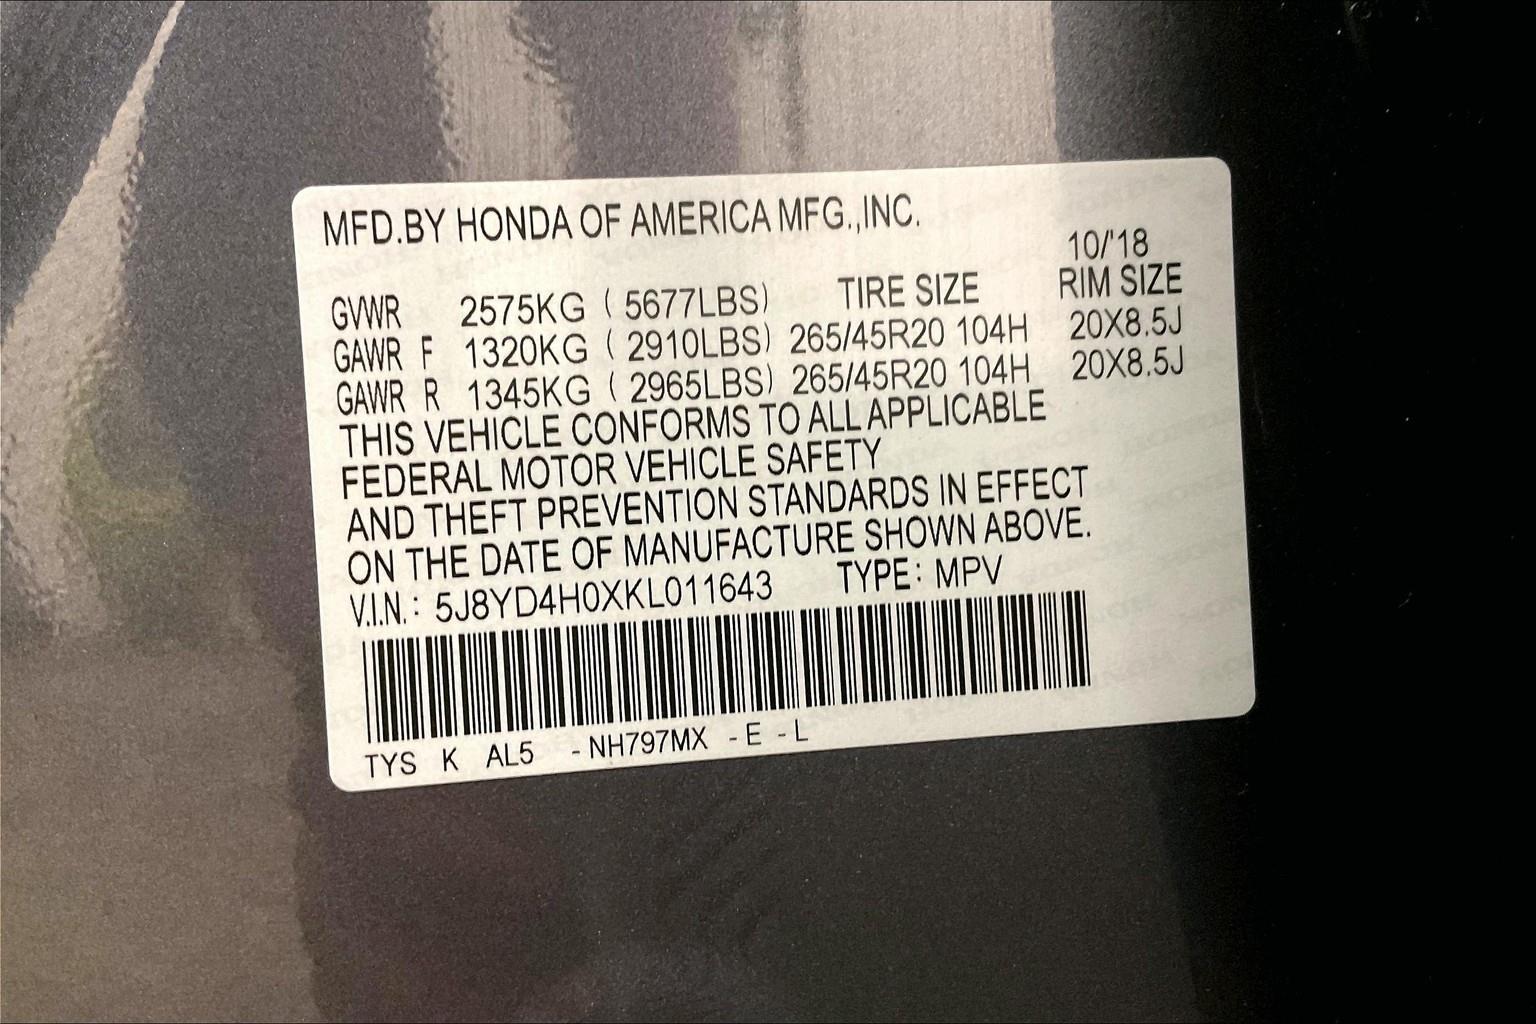 MFD.BY HONDA OF AMERICA MFG.,INC.
10/'18
GVWR 2575KG ( 5677LBS) TIRE SIZE RIM SIZE
GAWR F 1320KG ( 2910LBS) 265/45R20 104H 20X8.5J
GAWR R 1345KG ( 2965LBS) 265/45R20 104H 20X8.5J
THIS VEHICLE CONFORMS TO ALL APPLICABLE
FEDERAL MOTOR VEHICLE SAFETY
AND THEFT PREVENTION STANDARDS IN EFFECT
ON THE DATE OF MANUFACTURE SHOWN ABOVE.
V.I.N.: 5J8YD4H0XKL011643 TYPE: MPV
TYS K AL5 -NH797MX -E -L